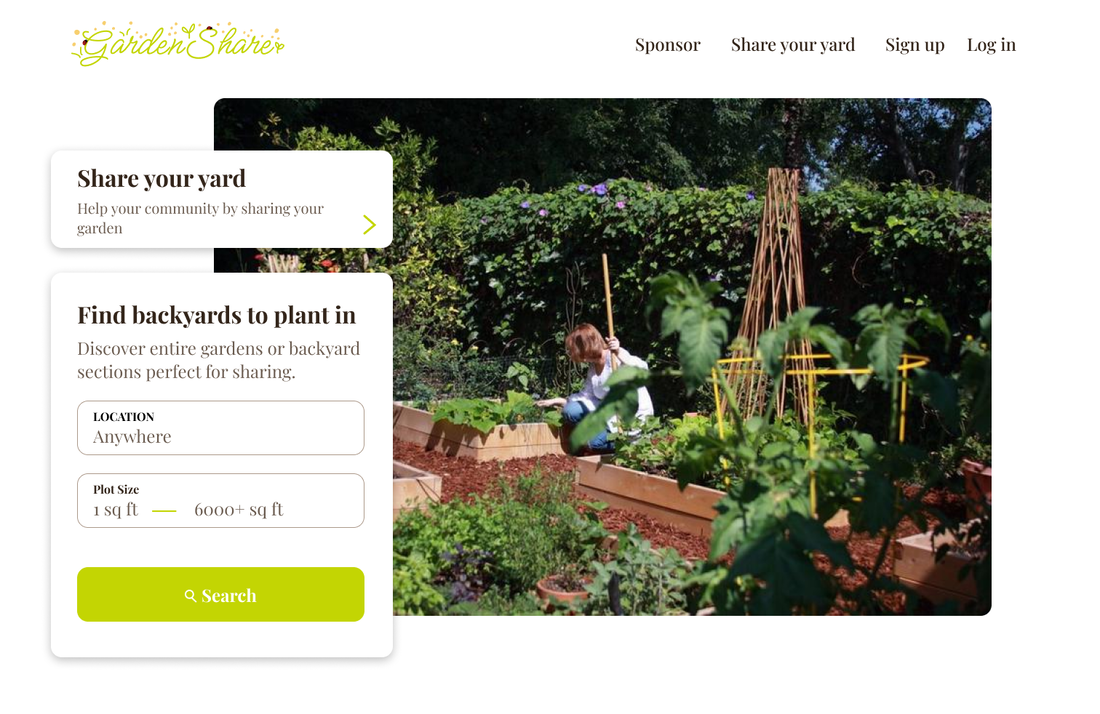 GardenShare
Sponsor
Share your yard
Sign up
Log in
Share your yard
Help your community by sharing your
garden
Find backyards to plant in
Discover entire gardens or backyard
sections perfect for sharing.
LOCATION
Anywhere
Plot Size
1 sq ft — 6000+ sq ft
Search